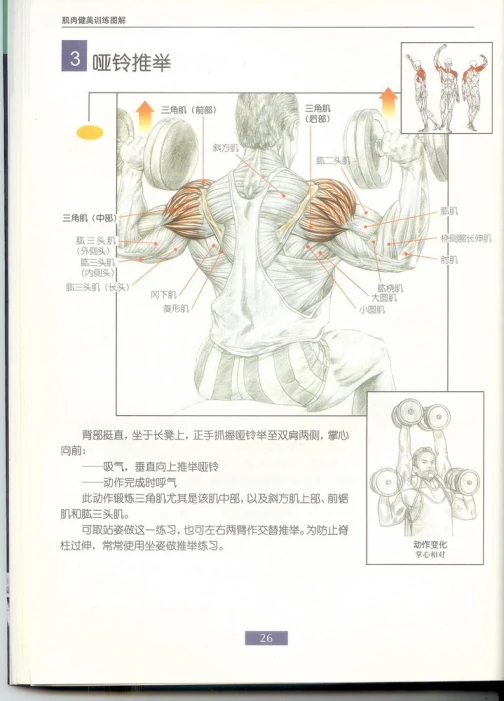 肌肉健美训练图解
3 哑铃推举
三角肌（前部）
三角肌
（后部）
斜方肌
肱二头肌
三角肌（中部）
肱三头肌
（外侧头）
肱三头肌
（内侧头）
肱三头肌（长头）
冈下肌
菱形肌
肱肌
桡侧腕长伸肌
肘肌
肱桡肌
大圆肌
小圆肌
背部挺直，坐于长凳上，正手抓握哑铃举至双肩两侧，掌心
向前：
——吸气，垂直向上推举哑铃
——动作完成时呼气
此动作锻炼三角肌尤其是该肌中部，以及斜方肌上部、前锯
肌和肱三头肌。
可取站姿做这一练习，也可左右两臂作交替推举。为防止脊
柱过伸，常常使用坐姿做推举练习。
动作变化
掌心相对
26